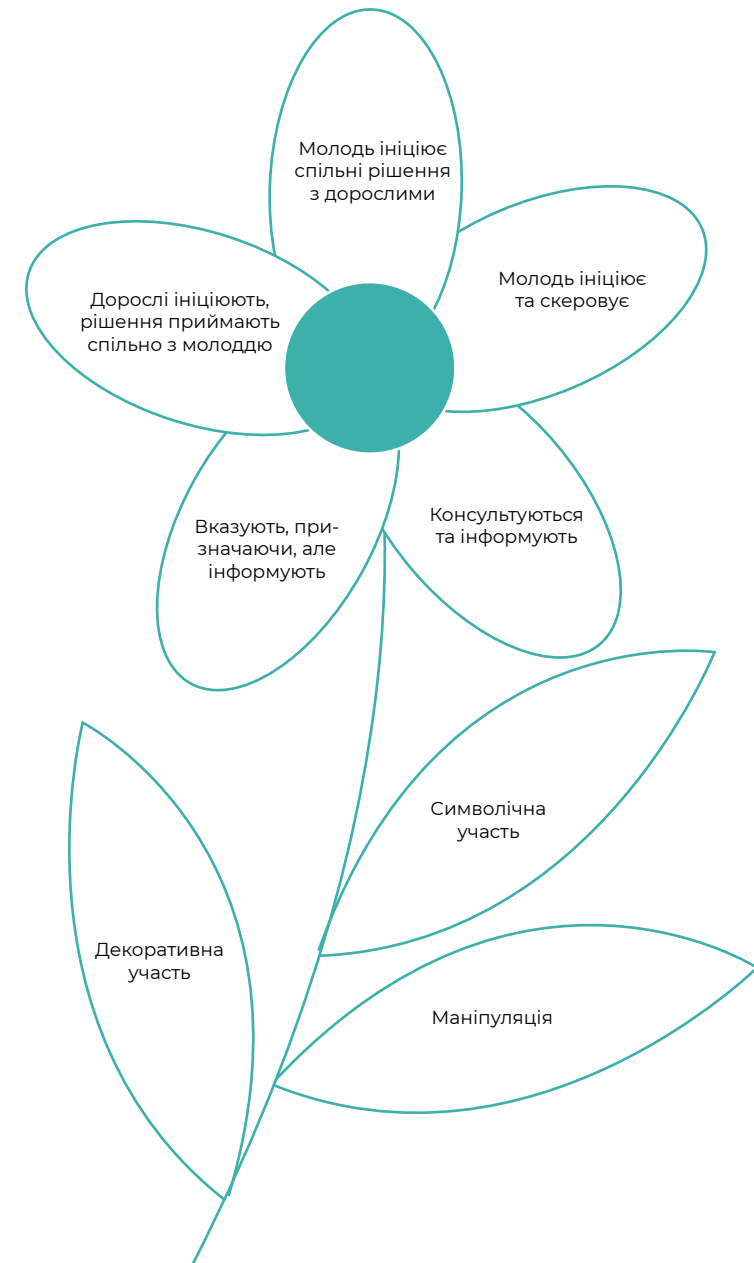 Молодь ініціює
спільні рішення
з дорослими
Молодь ініціює
та скеровує
Дорослі ініціюють,
рішення приймають
спільно з молоддю
Консультуються
та інформують
Вказують, при-
значаючи, але
інформують
Символічна
участь
Декоративна
участь
Маніпуляція